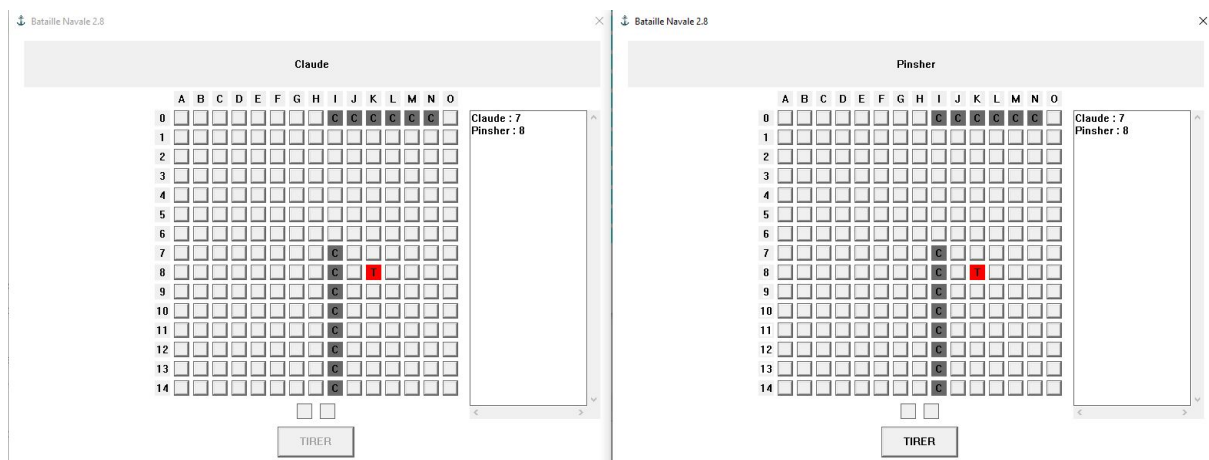 Bataille Navale 2.8
Claude
A B C D E F G H I J K L M N O
0 C C C C C C
1
2
3
4
5
6
7 C
8 C T
9 C
10 C
11 C
12 C
13 C
14 C
Claude : 7
Pinsher : 8
TIRER
Bataille Navale 2.8
Pinsher
A B C D E F G H I J K L M N O
0 C C C C C C
1
2
3
4
5
6
7 C
8 C T
9 C
10 C
11 C
12 C
13 C
14 C
Claude : 7
Pinsher : 8
TIRER